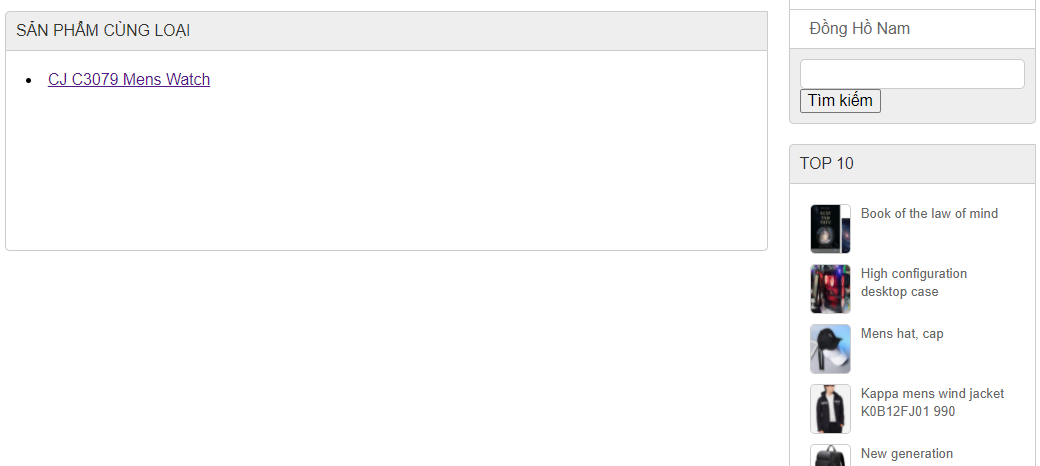 SẢN PHẨM CÙNG LOẠI
CJ C3079 Mens Watch
Đồng Hồ Nam
Tìm kiếm
TOP 10
Book of the law of mind
High configuration
desktop case
Mens hat, cap
Kappa mens wind jacket
K0B12FJ01 990
New generation